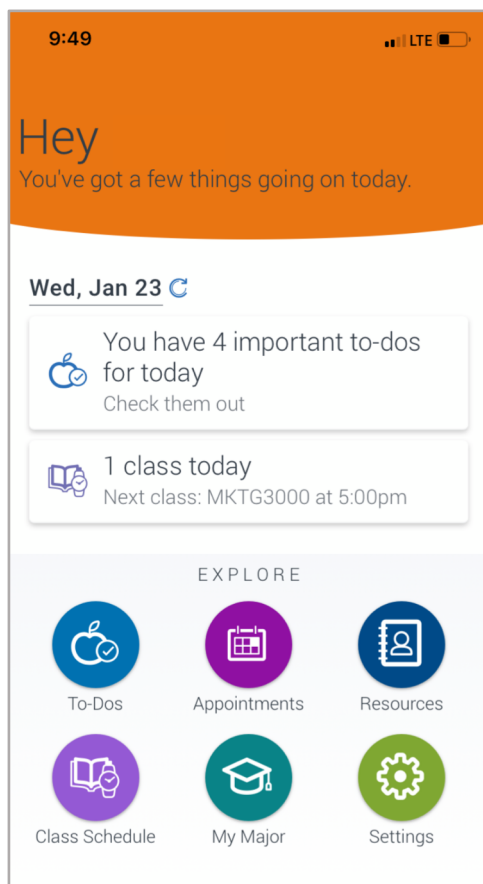 9:49
LTE
Hey
You've got a few things going on today.
Wed, Jan 23
You have 4 important to-dos
for today
Check them out
1 class today
Next class: MKTG3000 at 5:00pm
EXPLORE
To-Dos
Appointments
Resources
Class Schedule
My Major
Settings